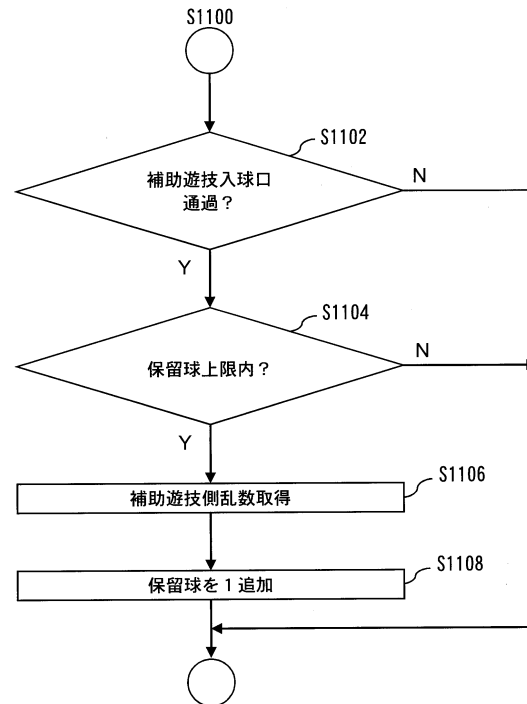 S1100
S1102
補助遊技入球口
通過？
N
Y
S1104
保留球上限内？
N
Y
S1106
補助遊技側乱数取得
S1108
保留球を１追加